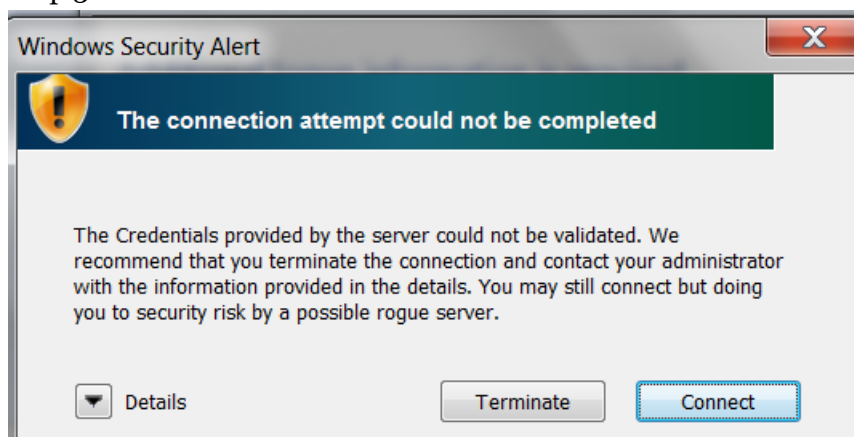 Windows Security Alert
X
The connection attempt could not be completed
The Credentials provided by the server could not be validated. We
recommend that you terminate the connection and contact your administrator
with the information provided in the details. You may still connect but doing
you to security risk by a possible rogue server.
Details
Terminate
Connect